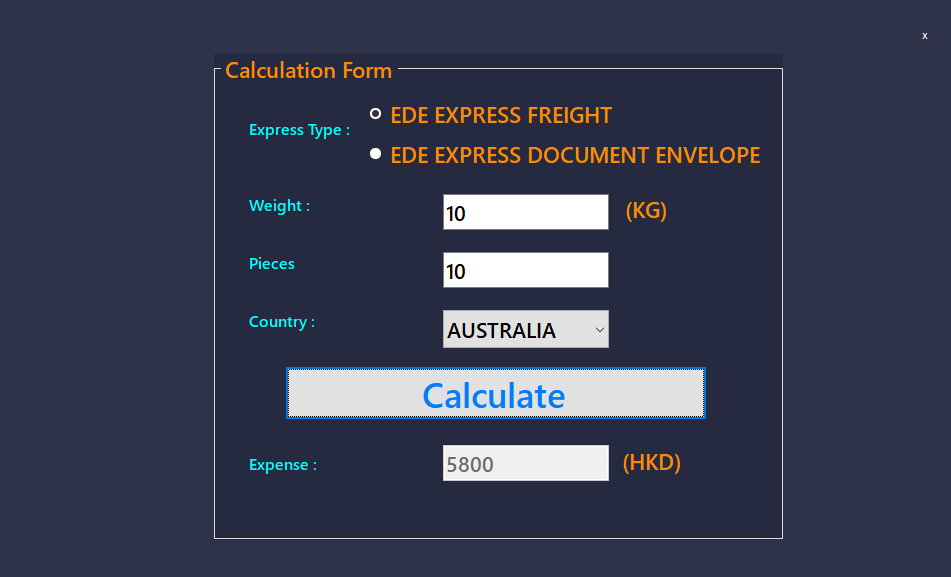 x
Calculation Form
Express Type :
EDE EXPRESS FREIGHT
EDE EXPRESS DOCUMENT ENVELOPE
Weight :
10
(KG)
Pieces
10
Country :
AUSTRALIA
Calculate
Expense :
5800
(HKD)